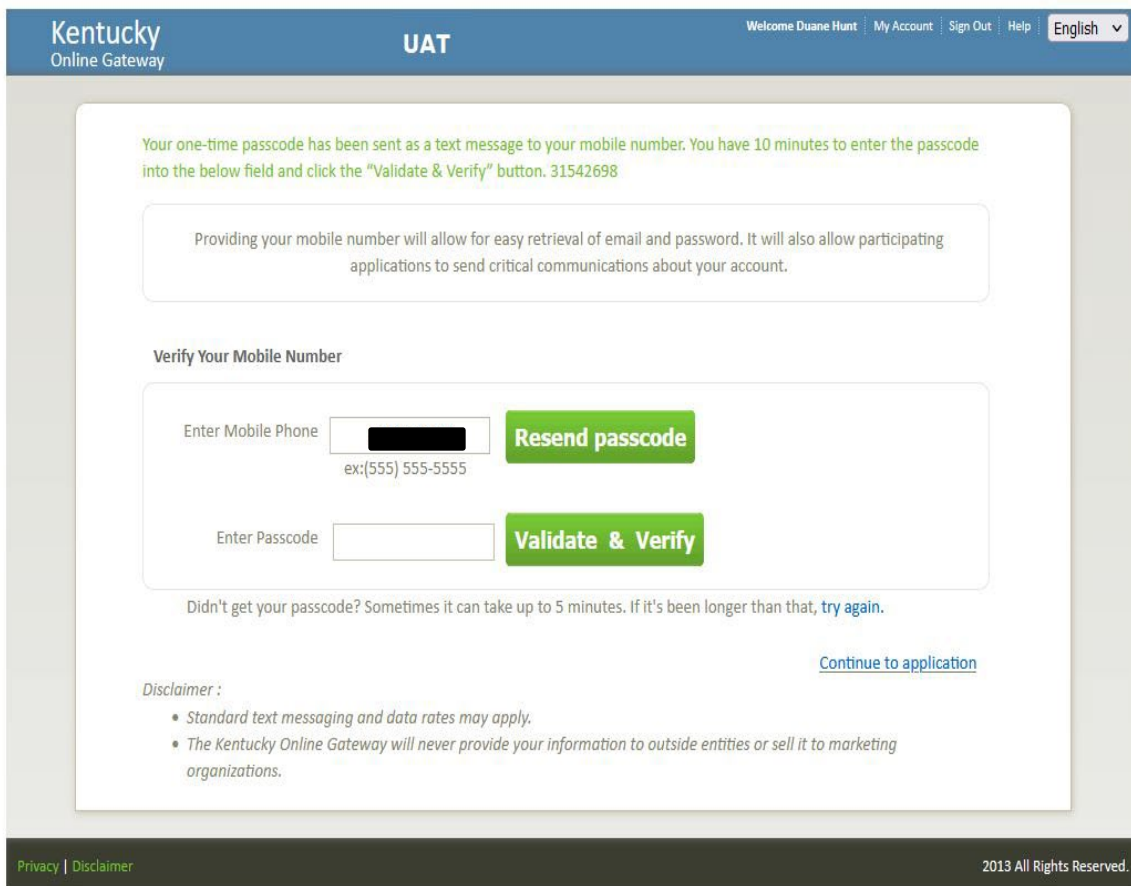 Kentucky
Online Gateway
UAT
Welcome Duane Hunt My Account Sign Out Help English
Your one-time passcode has been sent as a text message to your mobile number. You have 10 minutes to enter the passcode
into the below field and click the “Validate & Verify” button. 31542698
Providing your mobile number will allow for easy retrieval of email and password. It will also allow participating
applications to send critical communications about your account.
Verify Your Mobile Number
Enter Mobile Phone
Resend passcode
ex:(555) 555-5555
Enter Passcode
Validate & Verify
Didn't get your passcode? Sometimes it can take up to 5 minutes. If it's been longer than that, try again.
Continue to application
Disclaimer :
• Standard text messaging and data rates may apply.
• The Kentucky Online Gateway will never provide your information to outside entities or sell it to marketing
organizations.
Privacy | Disclaimer
2013 All Rights Reserved.